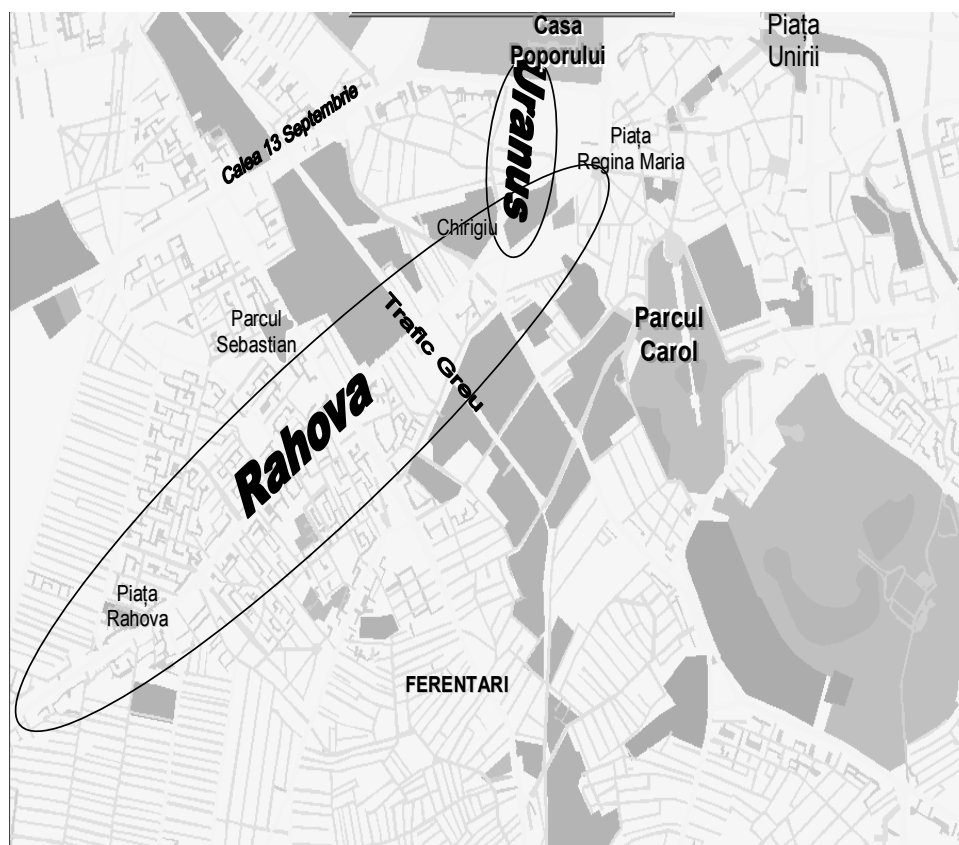 Casa
Poporului
Piața
Unirii
Uranus
Calea 13 Septembrie
Piața
Regina Maria
Chirigiu
Trafic Greu
Parcul
Sebastian
Parcul
Carol
Rahova
Piața
Rahova
FERENTARI